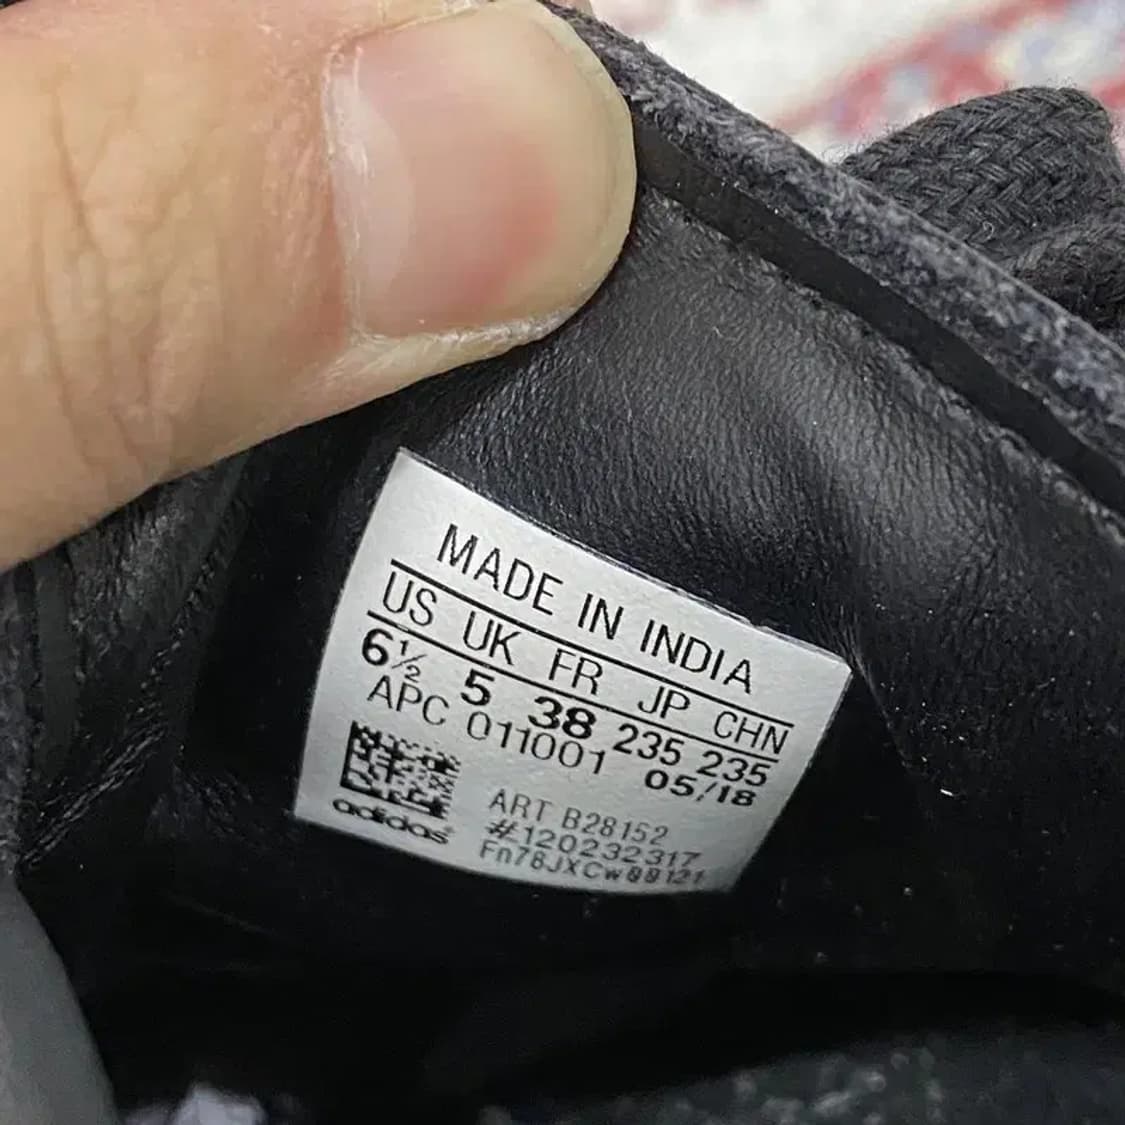 MADE IN INDIA
US UK FR JP CHN
6½ 5 38 235 235
APC 011001 05/18
adidas
ART B28152
#120232317
Fn78JXCw00121